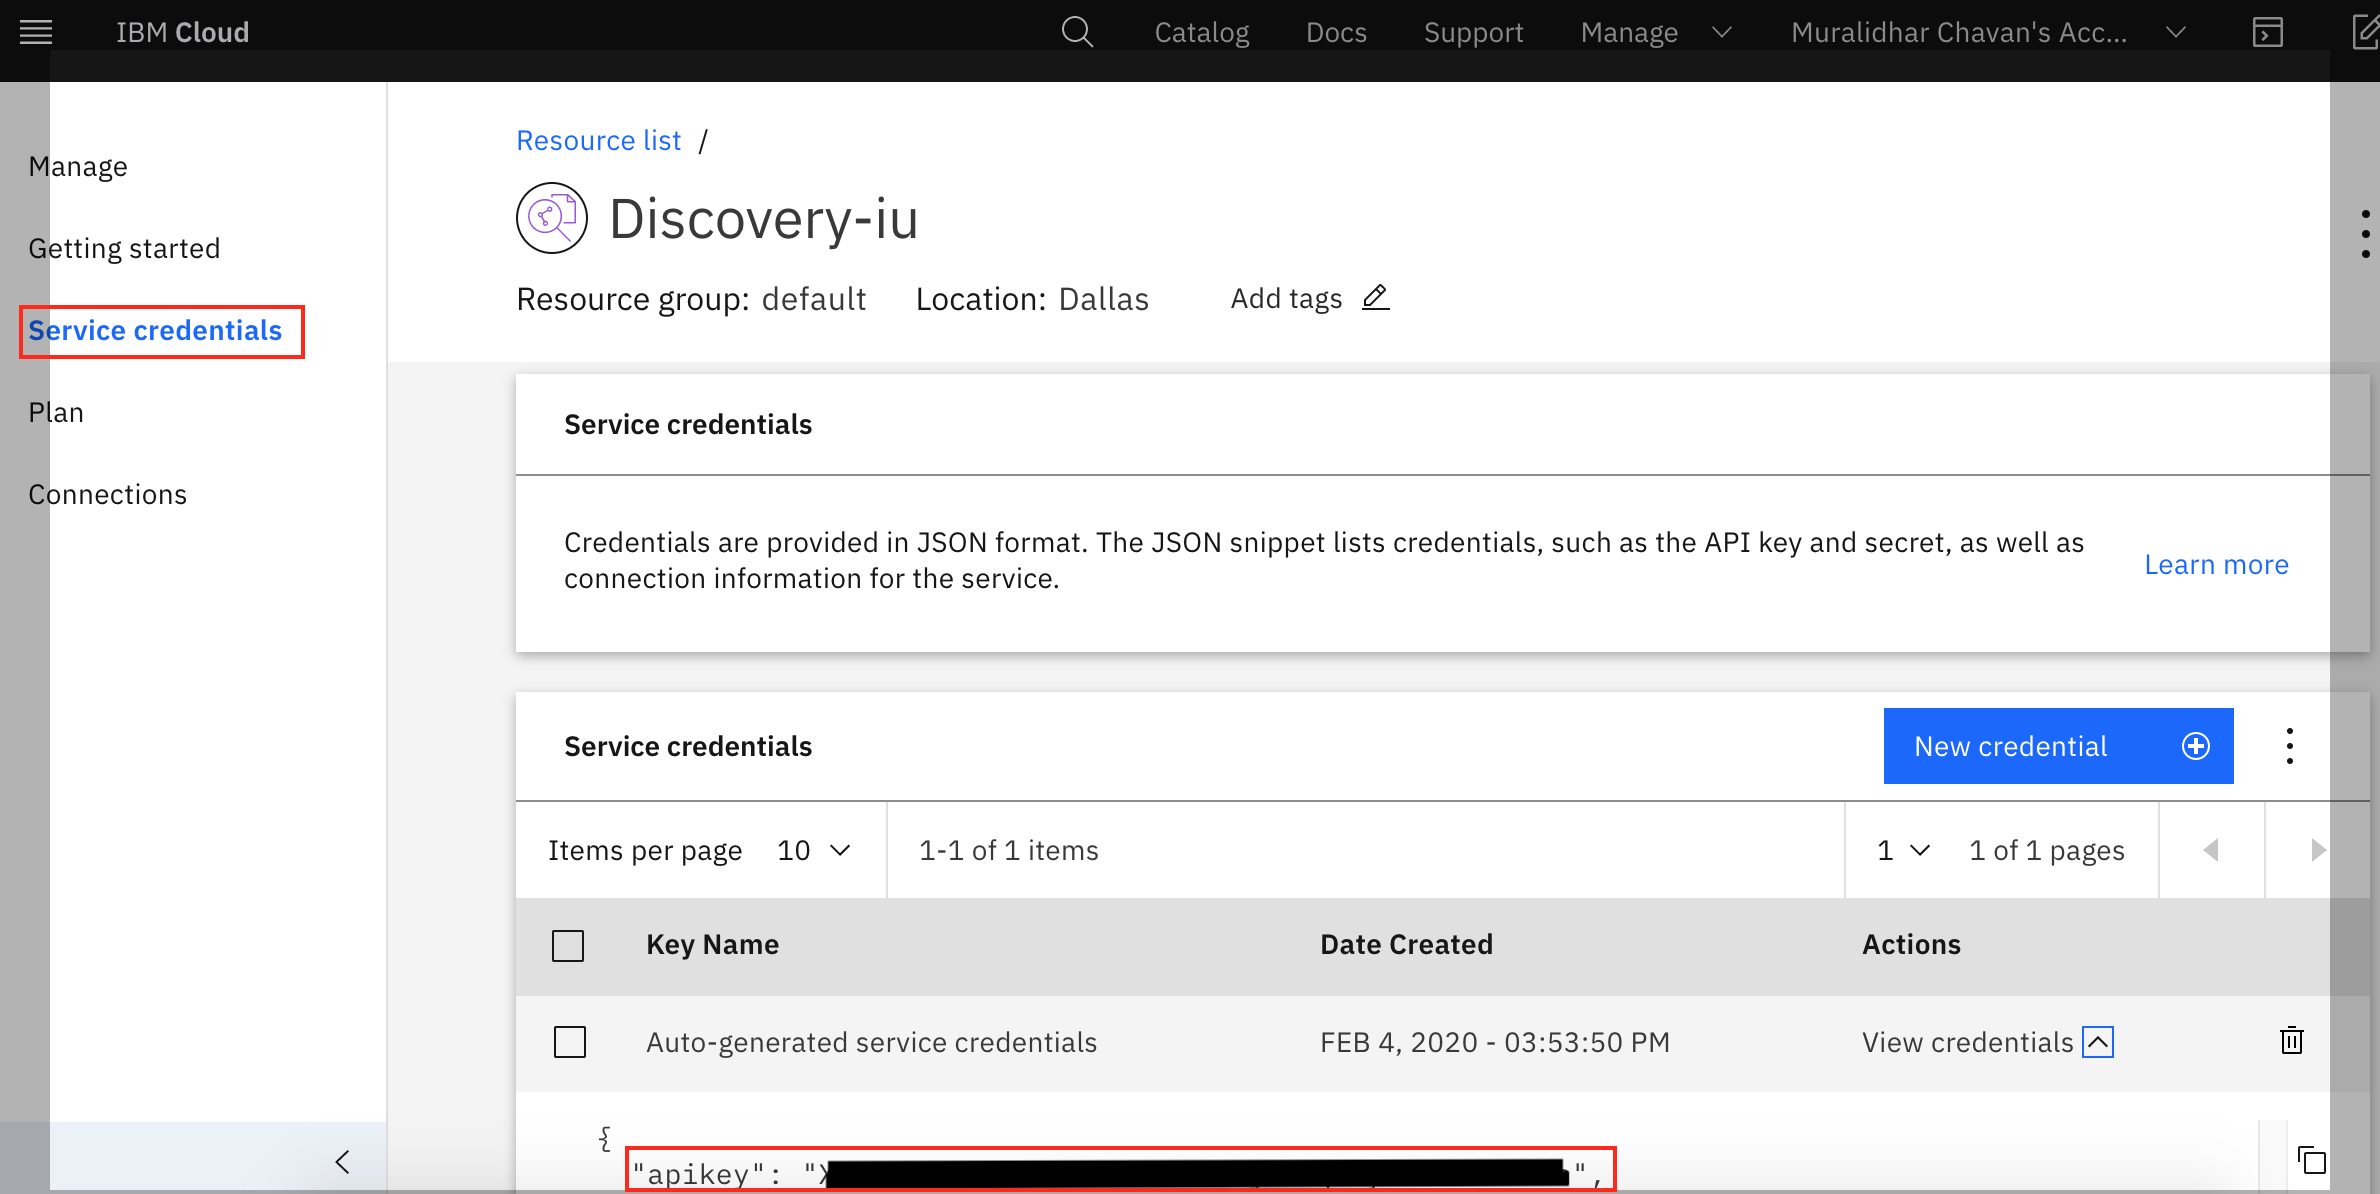 IBM Cloud Catalog Docs Support Manage Muralidhar Chavan's Acc...
Manage
Getting started
Service credentials
Plan
Connections
Resource list /
Discovery-iu
Resource group: default Location: Dallas Add tags
Service credentials
Credentials are provided in JSON format. The JSON snippet lists credentials, such as the API key and secret, as well as
connection information for the service.
Learn more
Service credentials
New credential
Items per page 10 1-1 of 1 items 1 1 of 1 pages
Key Name Date Created Actions
Auto-generated service credentials FEB 4, 2020 - 03:53:50 PM View credentials
{
"apikey": "X ",